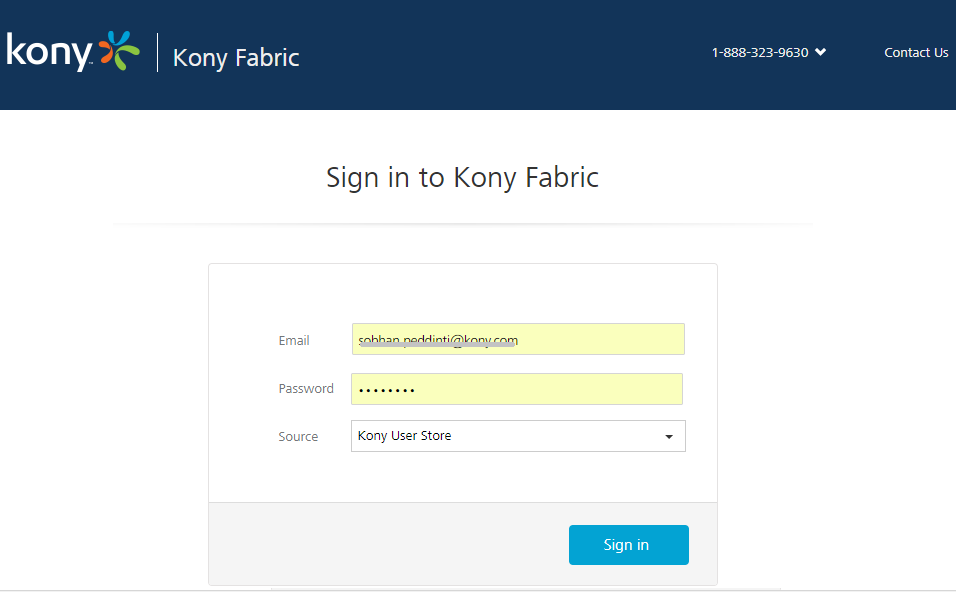 kony™ Kony Fabric 1-888-323-9630 Contact Us
Sign in to Kony Fabric
Email sobhan.peddinti@kony.com
Password ••••••••
Source Kony User Store
Sign in